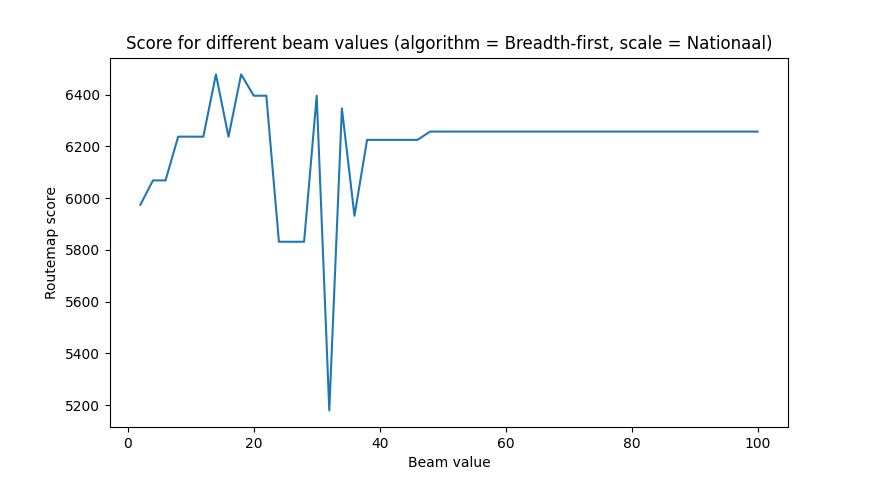 Score for different beam values (algorithm = Breadth-first, scale = Nationaal)
6400
6200
6000
5800
5600
5400
5200
Routemap score
0 20 40 60 80 100
Beam value